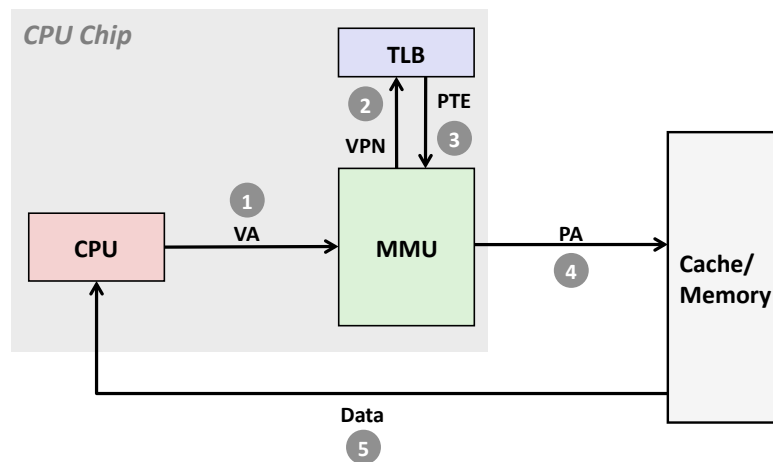 CPU Chip
TLB
2
PTE
VPN
3
1
VA
CPU
MMU
PA
4
Cache/
Memory
Data
5